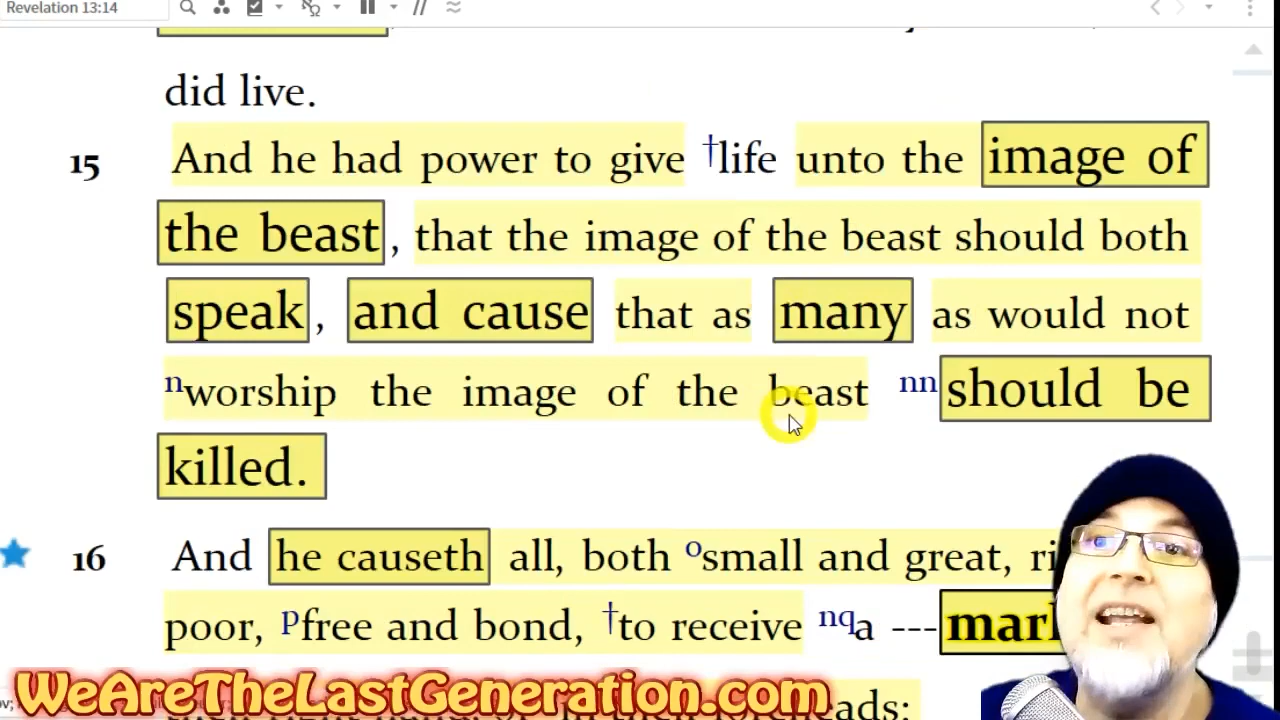 Revelation 13:14
did live.
15 And he had power to give †life unto the image of
the beast, that the image of the beast should both
speak, and cause that as many as would not
nworship the image of the beast nnshould be
killed.
16 And he causeth all, both osmall and great, ri
poor, pfree and bond, †to receive nqa ---mark
WeAreTheLastGeneration.com